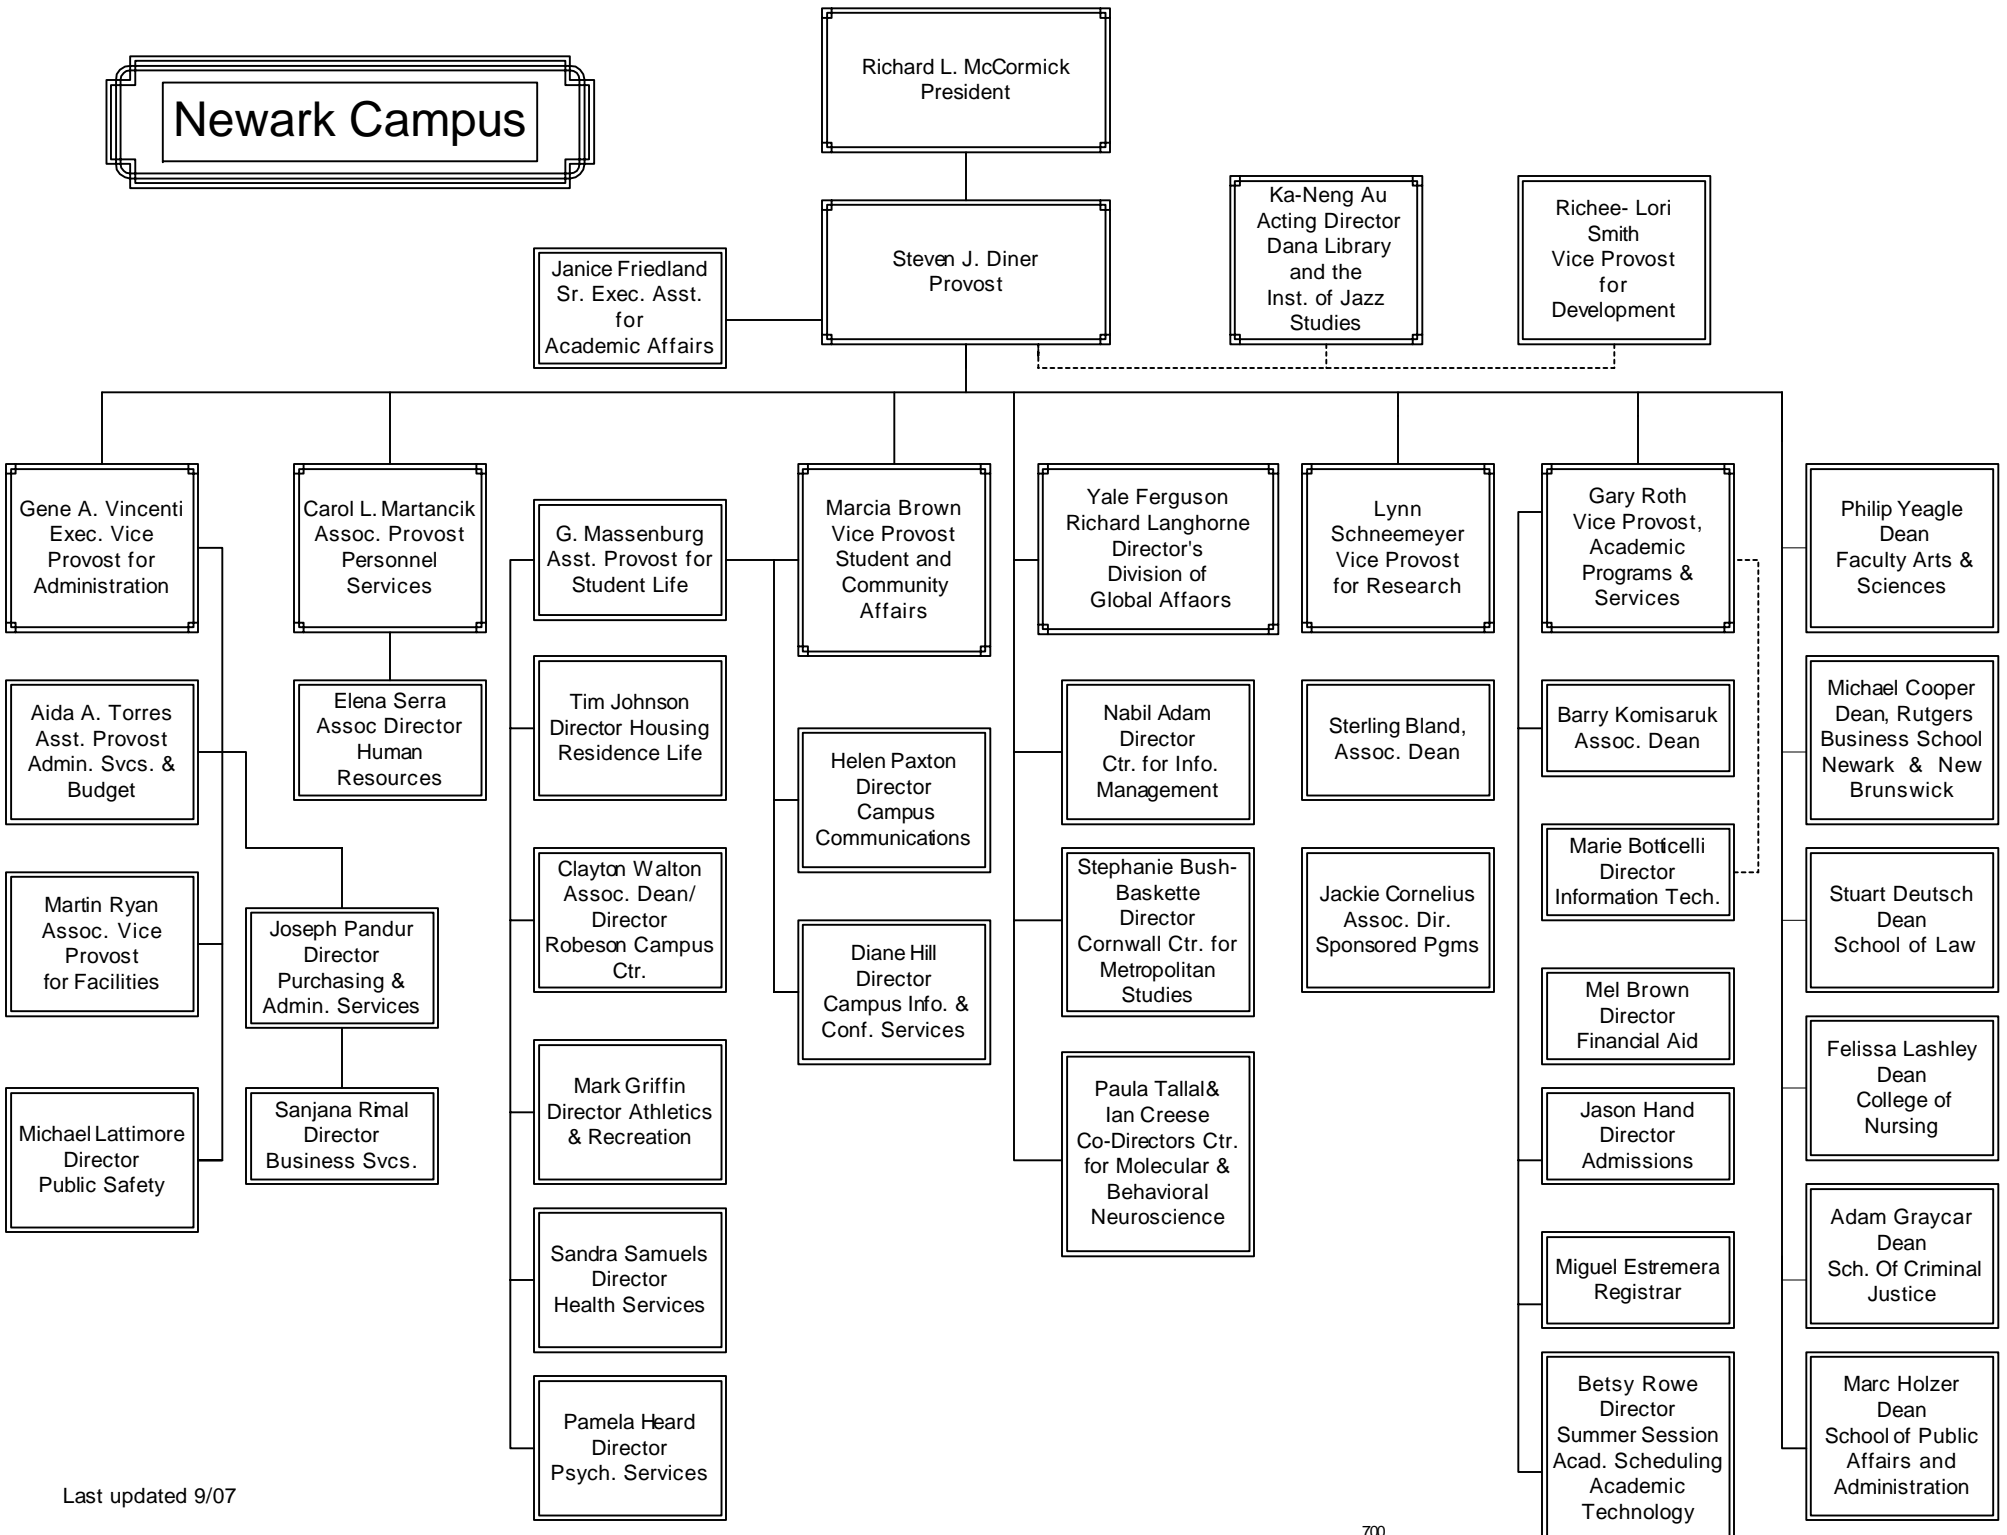 Newark Campus
Richard L. McCormick
President
Steven J. Diner
Provost
Janice Friedland
Sr. Exec. Asst.
for
Academic Affairs
Ka-Neng Au
Acting Director
Dana Library
and the
Inst. of Jazz
Studies
Richee- Lori
Smith
Vice Provost
for
Development
Gene A. Vincenti
Exec. Vice
Provost for
Administration
Aida A. Torres
Asst. Provost
Admin. Svcs. &
Budget
Martin Ryan
Assoc. Vice
Provost
for Facilities
Michael Lattimore
Director
Public Safety
Carol L. Martancik
Assoc. Provost
Personnel
Services
Elena Serra
Assoc Director
Human
Resources
Joseph Pandur
Director
Purchasing &
Admin. Services
Sanjana Rimal
Director
Business Svcs.
G. Massenburg
Asst. Provost for
Student Life
Tim Johnson
Director Housing
Residence Life
Clayton Walton
Assoc. Dean/
Director
Robeson Campus
Ctr.
Mark Griffin
Director Athletics
& Recreation
Sandra Samuels
Director
Health Services
Pamela Heard
Director
Psych. Services
Marcia Brown
Vice Provost
Student and
Community
Affairs
Helen Paxton
Director
Campus
Communications
Diane Hill
Director
Campus Info. &
Conf. Services
Yale Ferguson
Richard Langhorne
Director's
Division of
Global Affaors
Nabil Adam
Director
Ctr. for Info.
Management
Stephanie Bush-
Baskette
Director
Cornwall Ctr. for
Metropolitan
Studies
Paula Tallal&
Ian Creese
Co-Directors Ctr.
for Molecular &
Behavioral
Neuroscience
Lynn
Schneemeyer
Vice Provost
for Research
Sterling Bland,
Assoc. Dean
Jackie Cornelius
Assoc. Dir.
Sponsored Pgms
Gary Roth
Vice Provost,
Academic
Programs &
Services
Barry Komisaruk
Assoc. Dean
Marie Botticelli
Director
Information Tech.
Mel Brown
Director
Financial Aid
Jason Hand
Director
Admissions
Miguel Estremera
Registrar
Betsy Rowe
Director
Summer Session
Acad. Scheduling
Academic
Technology
Philip Yeagle
Dean
Faculty Arts &
Sciences
Michael Cooper
Dean, Rutgers
Business School
Newark & New
Brunswick
Stuart Deutsch
Dean
School of Law
Felissa Lashley
Dean
College of
Nursing
Adam Graycar
Dean
Sch. Of Criminal
Justice
Marc Holzer
Dean
School of Public
Affairs and
Administration
Last updated 9/07
700